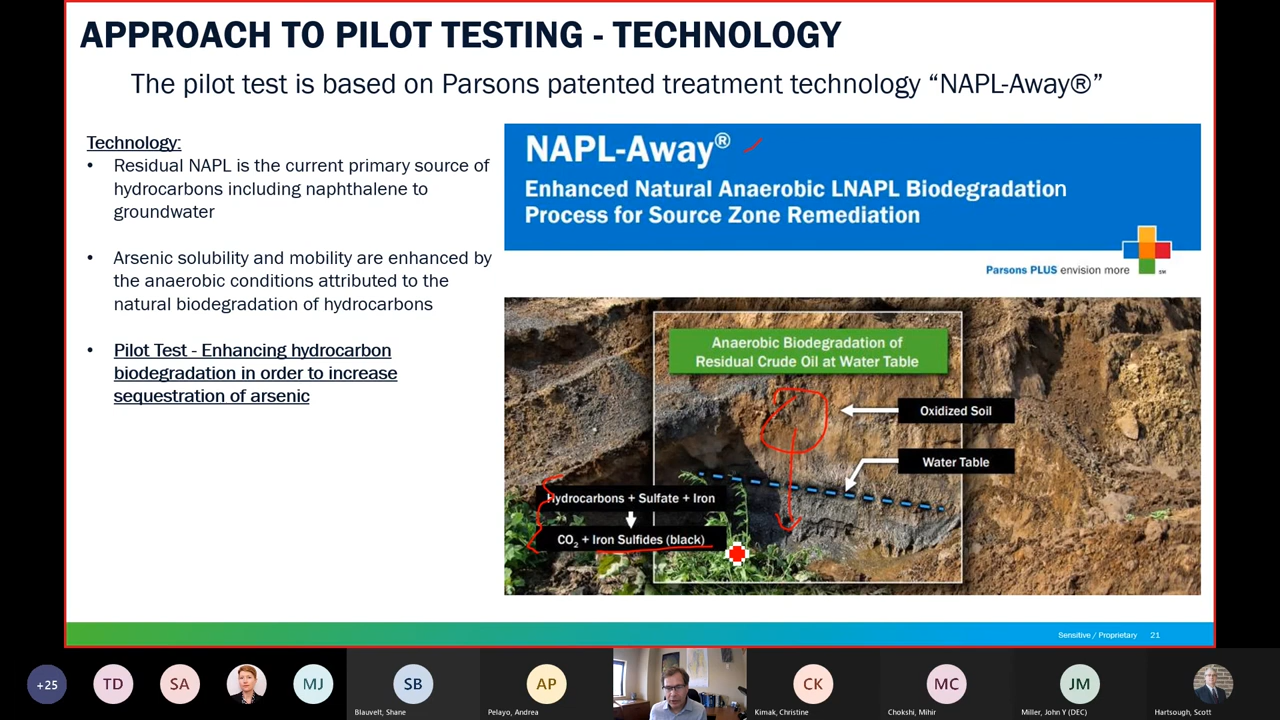 APPROACH TO PILOT TESTING - TECHNOLOGY
The pilot test is based on Parsons patented treatment technology “NAPL-Away®”
Technology:
• Residual NAPL is the current primary source of
hydrocarbons including naphthalene to
groundwater
• Arsenic solubility and mobility are enhanced by
the anaerobic conditions attributed to the
natural biodegradation of hydrocarbons
• Pilot Test - Enhancing hydrocarbon
biodegradation in order to increase
sequestration of arsenic
NAPL-Away®
Enhanced Natural Anaerobic LNAPL Biodegradation
Process for Source Zone Remediation
Parsons PLUS envision more
SM
Anaerobic Biodegradation of
Residual Crude Oil at Water Table
Oxidized Soil
Water Table
Hydrocarbons + Sulfate + Iron
CO₂ + Iron Sulfides (black)
Sensitive / Proprietary 21
+25
TD
SA
MJ
SB
Blauvelt, Shane
AP
Pelayo, Andrea
CK
Kimak, Christine
MC
Chokshi, Mihir
JM
Miller, John Y (DEC)
Hartsough, Scott